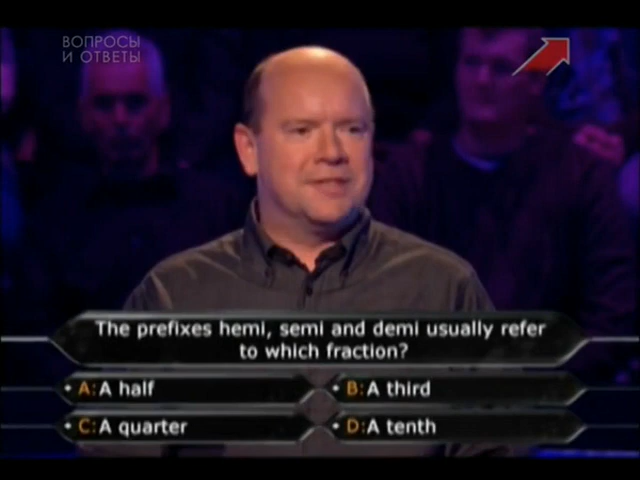 ВОПРОСЫ
И ОТВЕТЫ
The prefixes hemi, semi and demi usually refer
to which fraction?
A: A half
B: A third
C: A quarter
D: A tenth